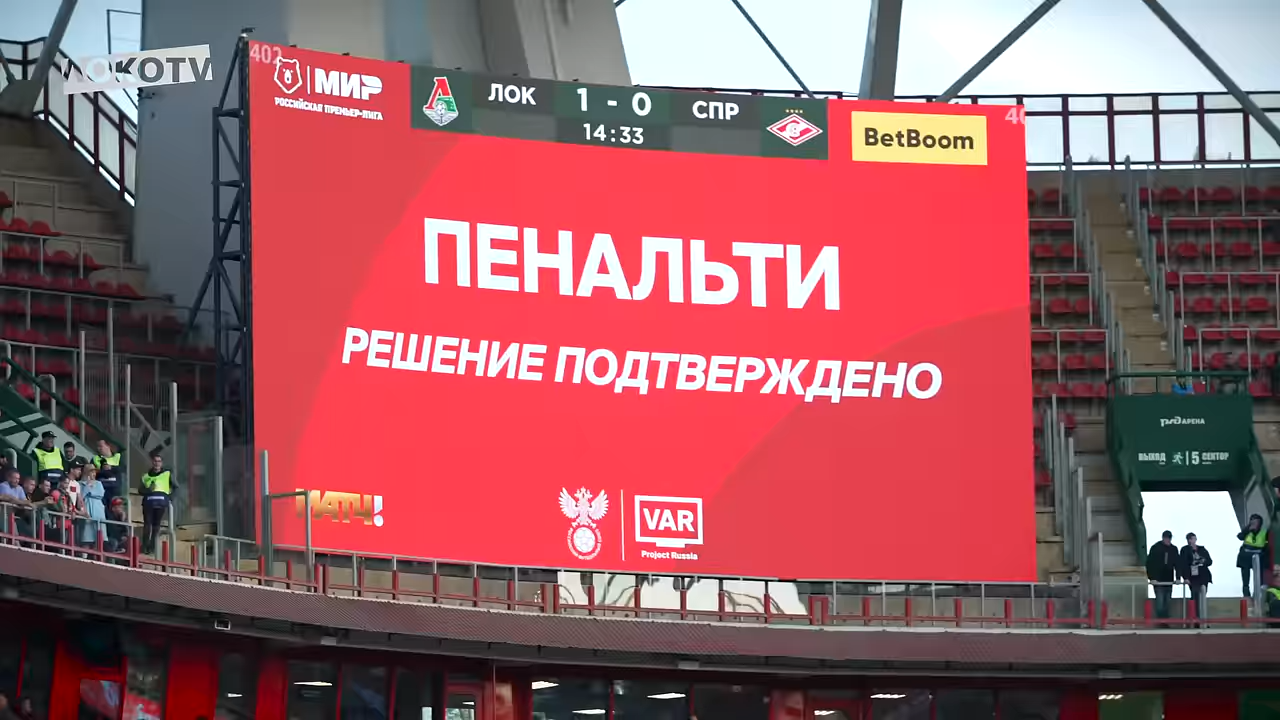 LOKOTV
402
МИР
РОССИЙСКАЯ ПРЕМЬЕР-ЛИГА
ЛОК 1 - 0 СПР
14:33
BetBoom
ПЕНАЛЬТИ
РЕШЕНИЕ ПОДТВЕРЖДЕНО
МАТЧ!
VAR
Project Russia
РЖД АРЕНА
ВЫХОД 5 СЕКТОР